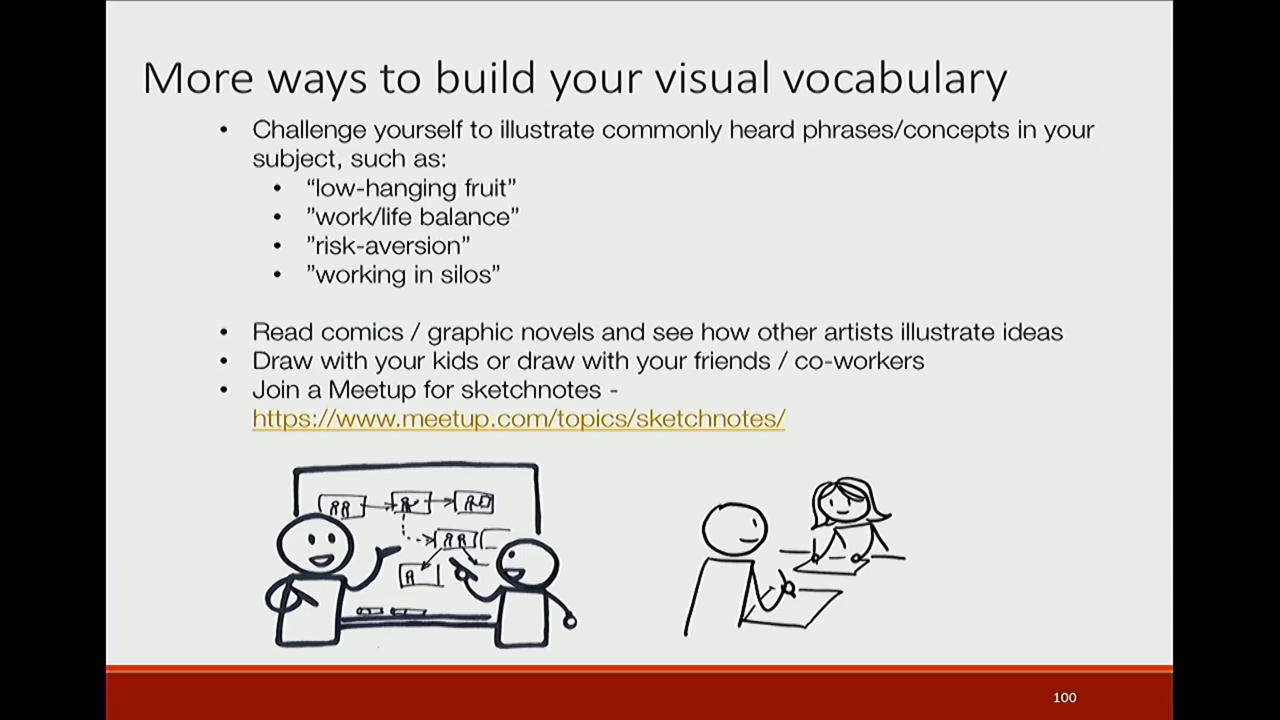 More ways to build your visual vocabulary
• Challenge yourself to illustrate commonly heard phrases/concepts in your
subject, such as:
• “low-hanging fruit”
• ”work/life balance”
• ”risk-aversion”
• ”working in silos”
• Read comics / graphic novels and see how other artists illustrate ideas
• Draw with your kids or draw with your friends / co-workers
• Join a Meetup for sketchnotes -
https://www.meetup.com/topics/sketchnotes/
100